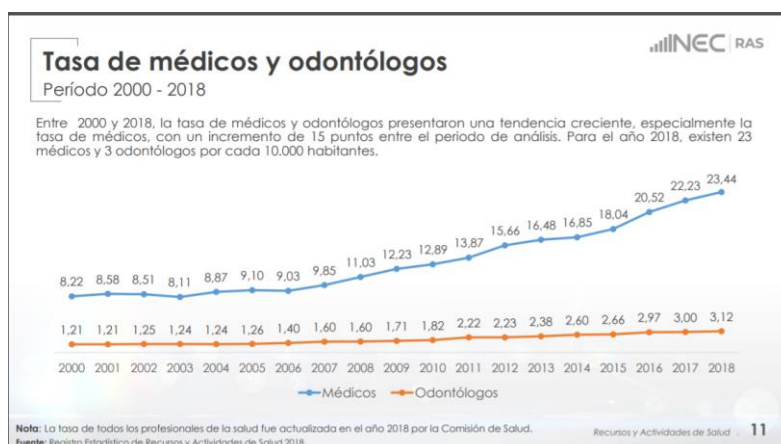 Tasa de médicos y odontólogos
INEC RAS
Período 2000 - 2018
Entre 2000 y 2018, la tasa de médicos y odontólogos presentaron una tendencia creciente, especialmente la
tasa de médicos, con un incremento de 15 puntos entre el periodo de análisis. Para el año 2018, existen 23
médicos y 3 odontólogos por cada 10.000 habitantes.
8,22 8,58 8,51 8,11 8,87 9,10 9,03 9,85 11,03 12,23 12,89 13,87 15,66 16,48 16,85 18,04 20,52 22,23 23,44
1,21 1,21 1,25 1,24 1,24 1,26 1,40 1,60 1,60 1,71 1,82 2,22 2,23 2,38 2,60 2,66 2,97 3,00 3,12
2000 2001 2002 2003 2004 2005 2006 2007 2008 2009 2010 2011 2012 2013 2014 2015 2016 2017 2018
Médicos Odontólogos
Nota: La tasa de todos los profesionales de la salud fue actualizada en el año 2018 por la Comisión de Salud.
Recursos y Actividades de Salud . 11
Fuente: Registro Estadístico de Recursos y Actividades de Salud 2018